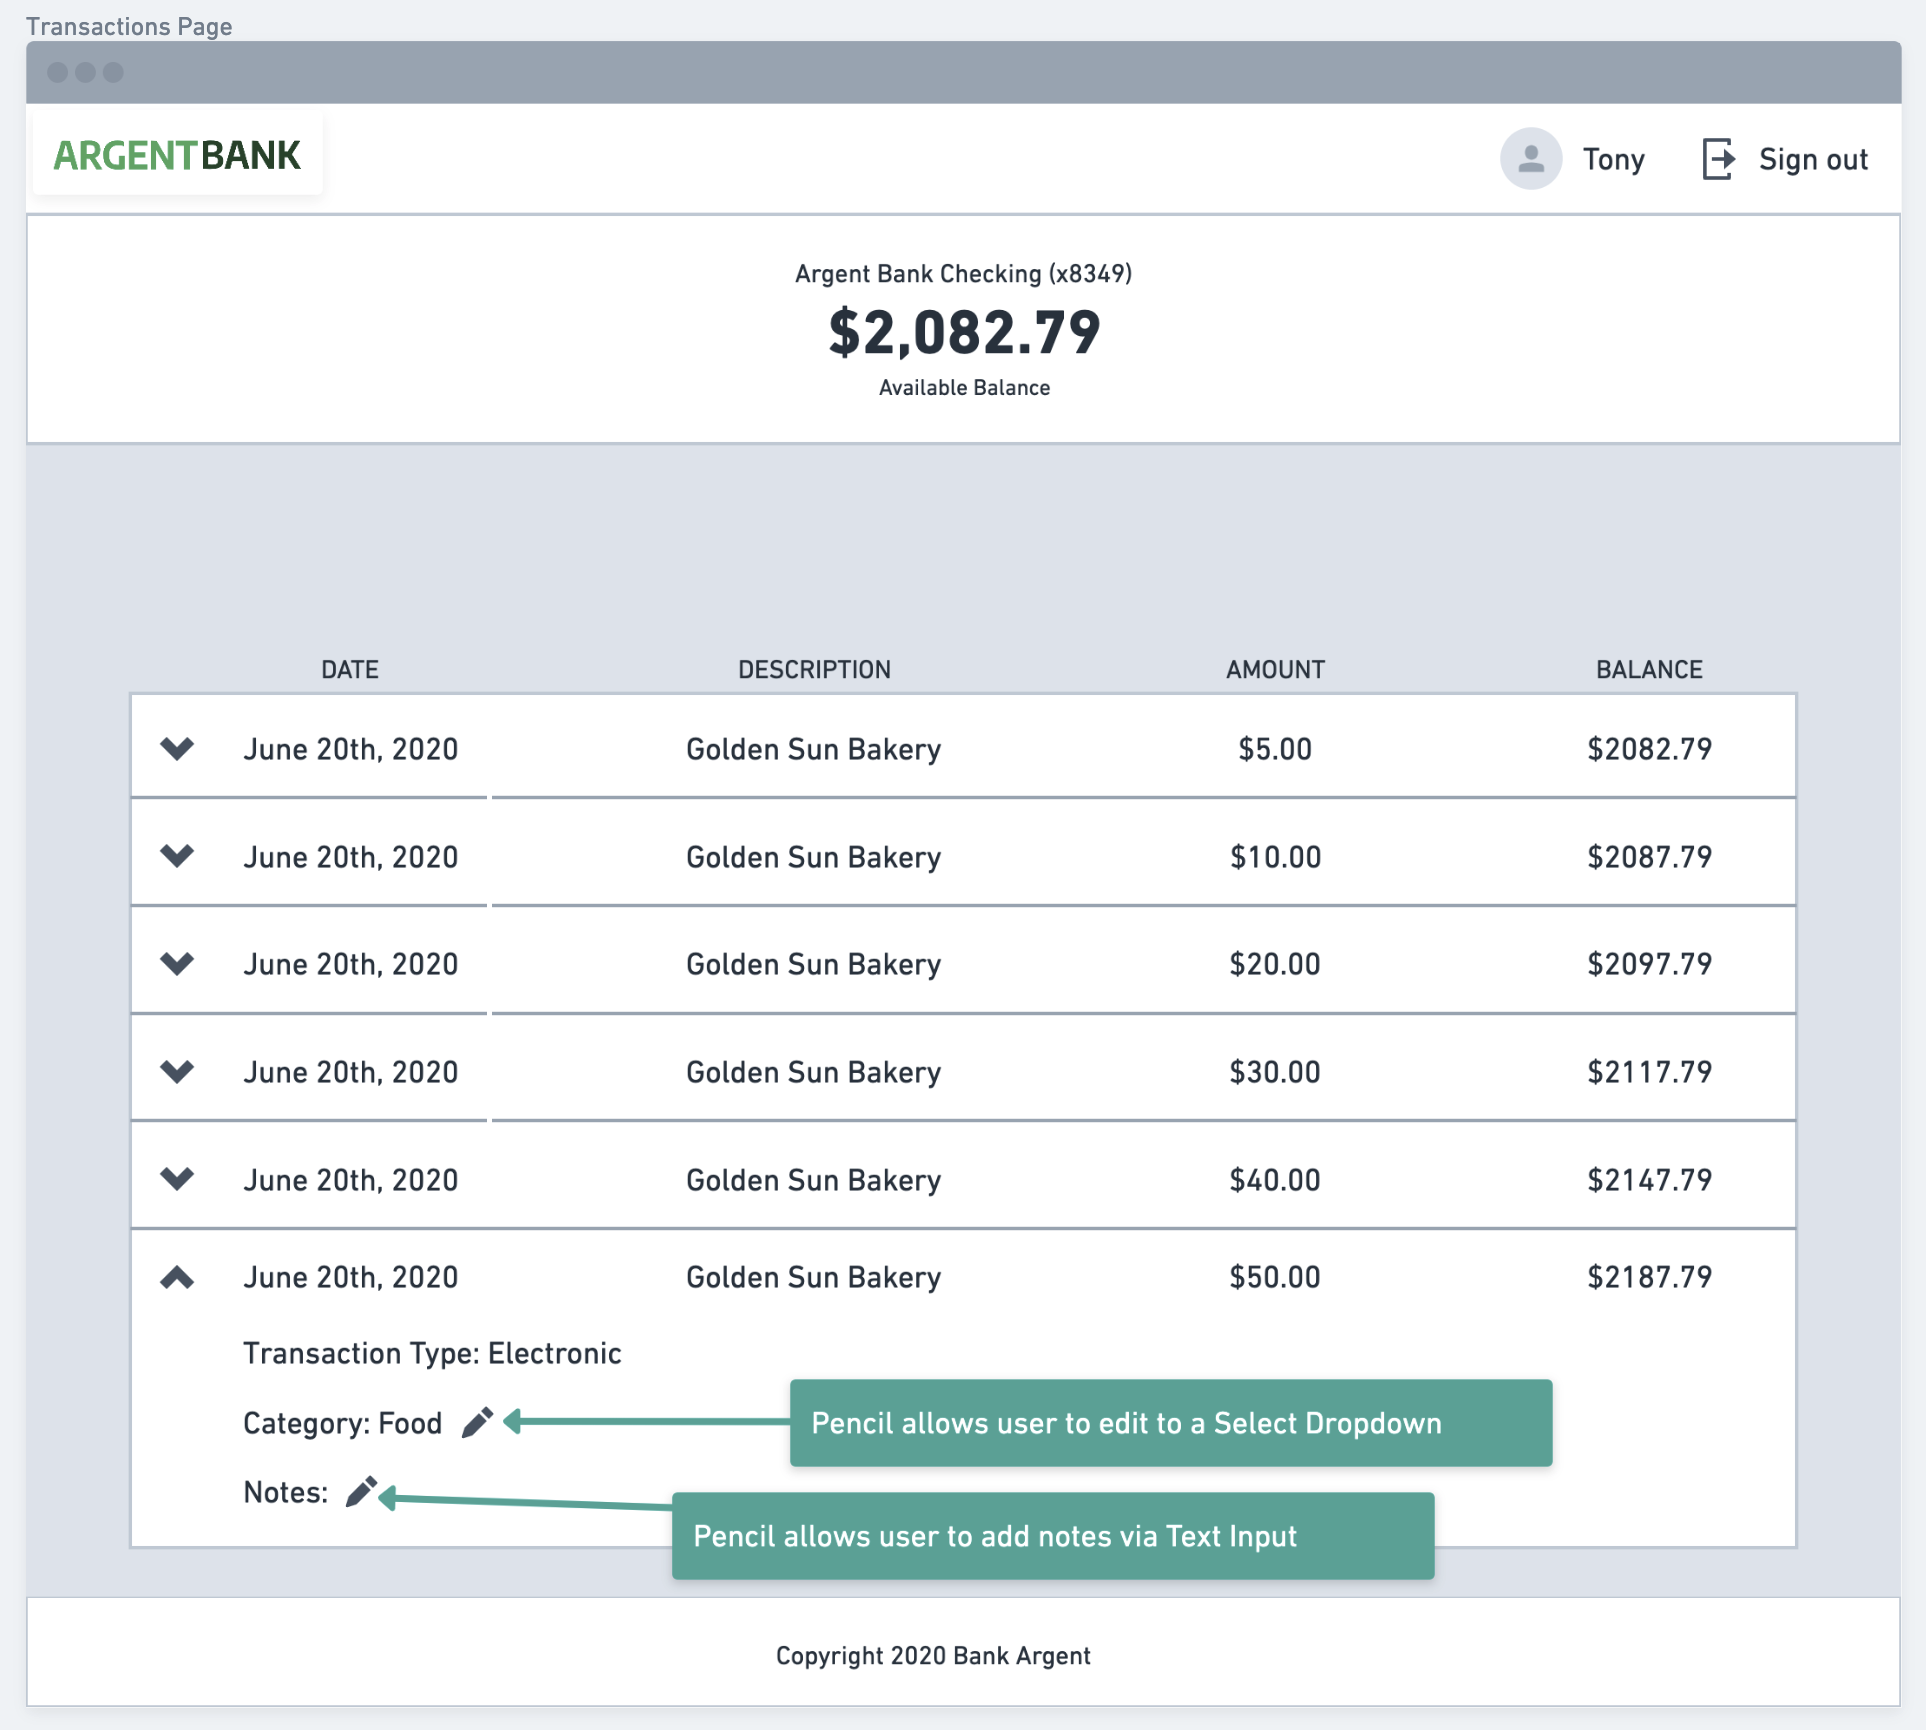 Transactions Page
ARGENTBANK
Tony
Sign out
Argent Bank Checking (x8349)
$2,082.79
Available Balance
DATE DESCRIPTION AMOUNT BALANCE
June 20th, 2020 Golden Sun Bakery $5.00 $2082.79
June 20th, 2020 Golden Sun Bakery $10.00 $2087.79
June 20th, 2020 Golden Sun Bakery $20.00 $2097.79
June 20th, 2020 Golden Sun Bakery $30.00 $2117.79
June 20th, 2020 Golden Sun Bakery $40.00 $2147.79
June 20th, 2020 Golden Sun Bakery $50.00 $2187.79
Transaction Type: Electronic
Category: Food
Pencil allows user to edit to a Select Dropdown
Notes:
Pencil allows user to add notes via Text Input
Copyright 2020 Bank Argent